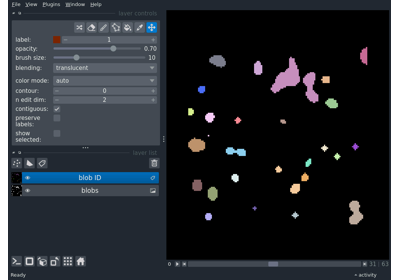 File View Plugins Window Help
layer controls
label: 1
opacity: 0.70
brush size: 10
blending: translucent
color mode: auto
contour: 0
n edit dim: 2
contiguous:
preserve
labels:
show
selected:
layer list
blob ID
blobs
31 63
Ready
activity